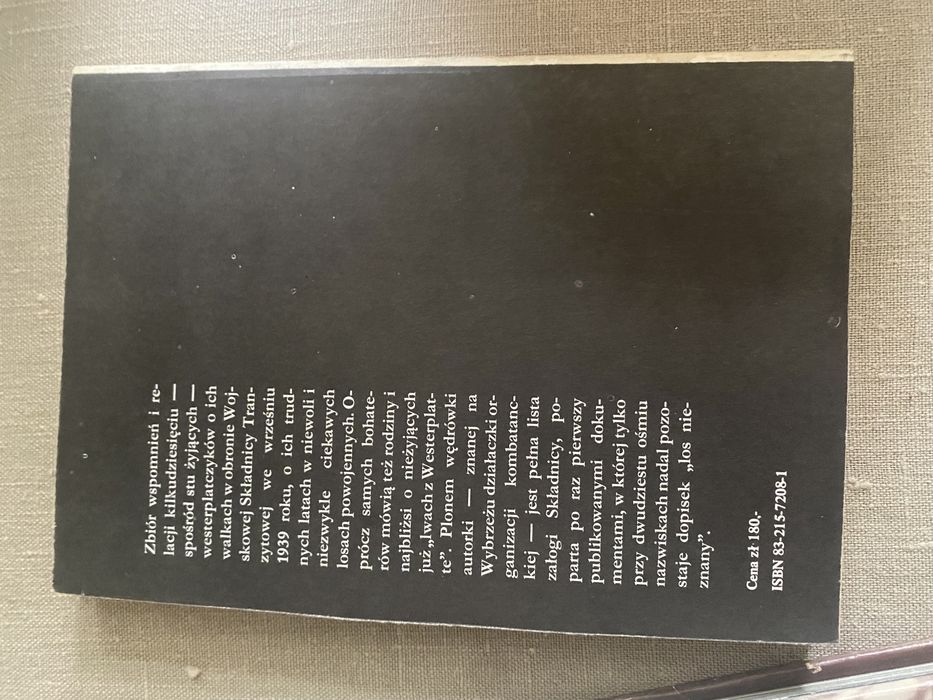 Zbiór wspomnień i re-
lacji kilkudziesięciu —
spośród stu żyjących —
westerplatczyków o ich
walkach w obronie Woj-
skowej Składnicy Tran-
zytowej we wrześniu
1939 roku, o ich trud-
nych latach w niewoli i
niezwykle ciekawych
losach powojennych. O-
prócz samych bohate-
rów mówią też rodziny i
najbliżsi o nieżyjących
już „lwach z Westerplat-
te". Plonem wędrówki
autorki — znanej na
Wybrzeżu działaczki or-
ganizacji kombatanc-
kiej — jest pełna lista
załogi Składnicy, po-
parta po raz pierwszy
publikowanymi doku-
mentami, w której tylko
przy dwudziestu ośmiu
nazwiskach nadal pozo-
staje dopisek „los nie-
znany"
Cena zł 180,-
ISBN 83-215-7208-1